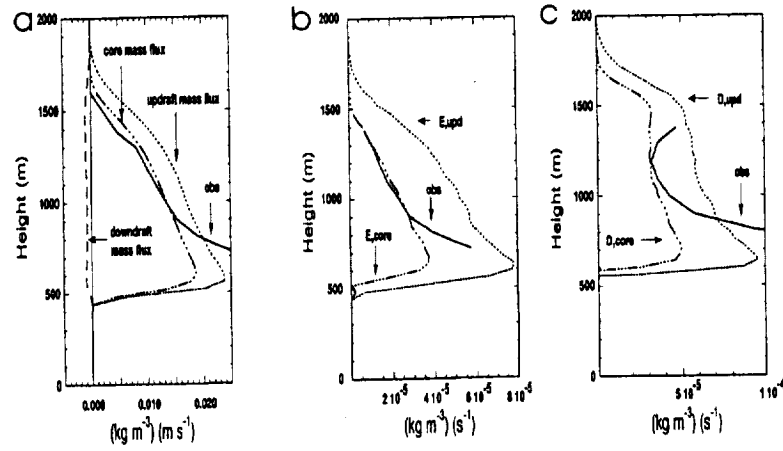 a
2000
1500
1000
500
0
Height (m)
core mass flux
updraft mass flux
obs
downdraft
mass flux
0.000
0.010
0.020
(kg m⁻³) (m s⁻¹)
b
2000
1500
1000
500
0
Height (m)
E,upd
obs
E,core
2 10⁻⁵
4 10⁻⁵
6 10⁻⁵
8 10⁻⁵
(kg m⁻³) (s⁻¹)
c
2000
1500
1000
500
0
Height (m)
D,upd
obs
D,core
5 10⁻⁵
1 10⁻⁴
(kg m⁻³) (s⁻¹)